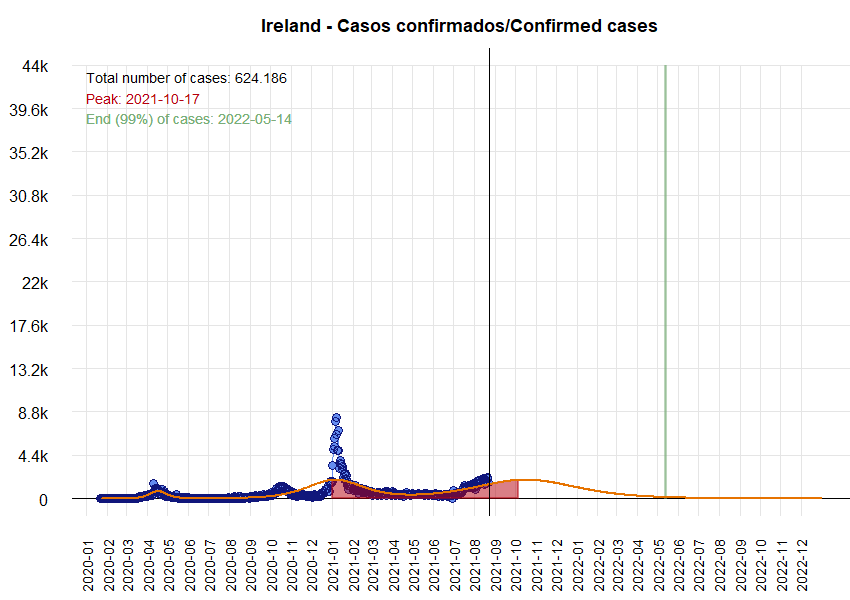 Ireland - Casos confirmados/Confirmed cases
44k
Total number of cases: 624.186
Peak: 2021-10-17
39.6k
End (99%) of cases: 2022-05-14
35.2k
30.8k
26.4k
22k
17.6k
13.2k
8.8k
4.4k
0
2020-01
2020-02
2020-03
2020-04
2020-05
2020-06
2020-07
2020-08
2020-09
2020-10
2020-11
2020-12
2021-01
2021-02
2021-03
2021-04
2021-05
2021-06
2021-07
2021-08
2021-09
2021-10
2021-11
2021-12
2022-01
2022-02
2022-03
2022-04
2022-05
2022-06
2022-07
2022-08
2022-09
2022-10
2022-11
2022-12